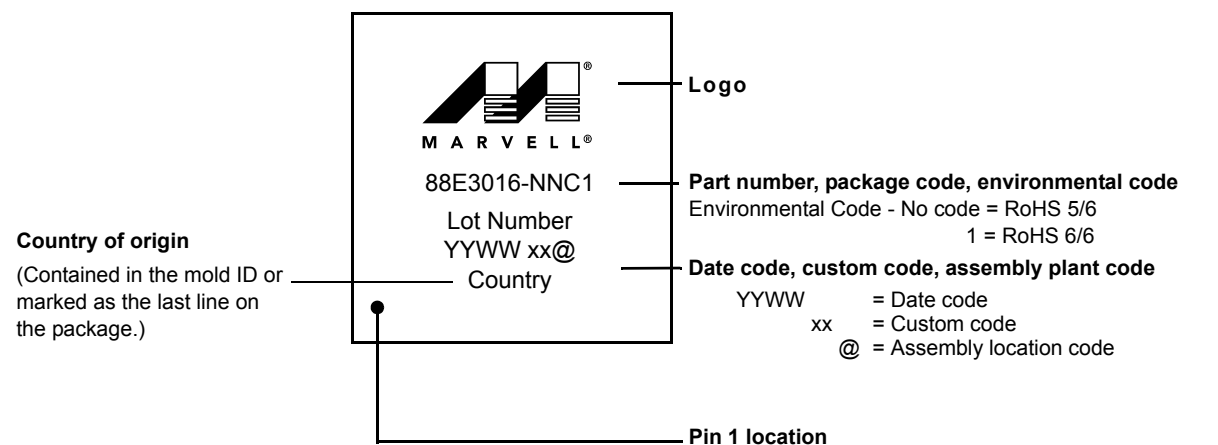 ®
MARVELL®
88E3016-NNC1
Lot Number
YYWW xx@
Country
Logo
Part number, package code, environmental code
Environmental Code - No code = RoHS 5/6
1 = RoHS 6/6
Date code, custom code, assembly plant code
YYWW = Date code
xx = Custom code
@ = Assembly location code
Country of origin
(Contained in the mold ID or
marked as the last line on
the package.)
Pin 1 location